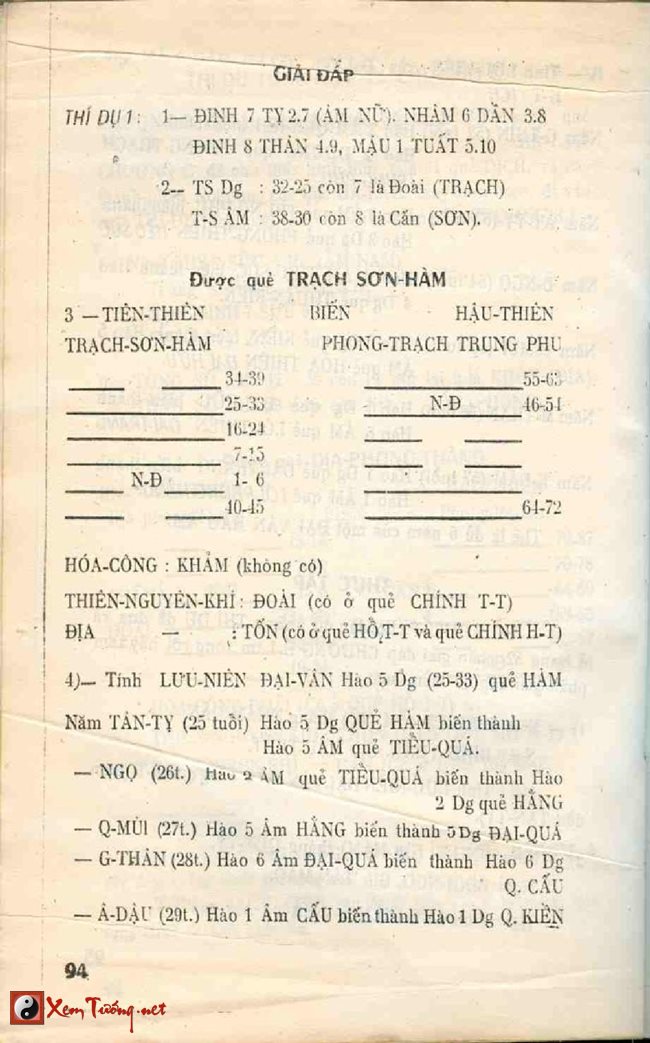 GIẢI ĐÁP
THÍ DỤ 1: 1— ĐINH 7 TỴ 2.7 (ÂM NỮ). NHÂM 6 DẦN 3.8
ĐINH 8 THÂN 4.9, MẬU 1 TUẤT 5.10
2— TS Dg : 32-25 còn 7 là Đoài (TRẠCH)
T-S ÂM : 38-30 còn 8 là Cấn (SƠN).
Được quẻ TRẠCH SƠN-HÀM
3 — TIÊN-THIÊN BIẾN HẬU-THIÊN
TRẠCH-SƠN-HÀM PHONG-TRẠCH TRUNG PHU
34-39 55-63
25-33 N-Đ 46-54
16-24
7-15
N-Đ 1- 6
40-45 64-72
HÓA-CÔNG : KHẢM (không có)
THIÊN-NGUYÊN-KHÍ : ĐOÀI (có ở quẻ CHÍNH T-T)
ĐỊA — : TỐN (có ở quẻ HỒ T-T và quẻ CHÍNH H-T)
4)— Tính LƯU-NIÊN ĐẠI-VẬN Hào 5 Dg (25-33) quẻ HÀM
Năm TÂN-TỴ (25 tuổi) Hào 5 Dg QUẺ HÀM biến thành
Hào 5 ÂM quẻ TIỂU-QUÁ.
— NGỌ (26t.) Hào 2 ÂM quẻ TIỂU-QUÁ biến thành Hào
2 Dg quẻ HẰNG
— Q-MÙI (27t.) Hào 5 Âm HẰNG biến thành 5 Dg ĐẠI-QUÁ
— G-THÂN (28t.) Hào 6 Âm ĐẠI-QUÁ biến thành Hào 6 Dg
Q. CẤU
— Â-DẬU (29t.) Hào 1 Âm CẤU biến thành Hào 1 Dg Q. KIỀN
94
XemTướng.net